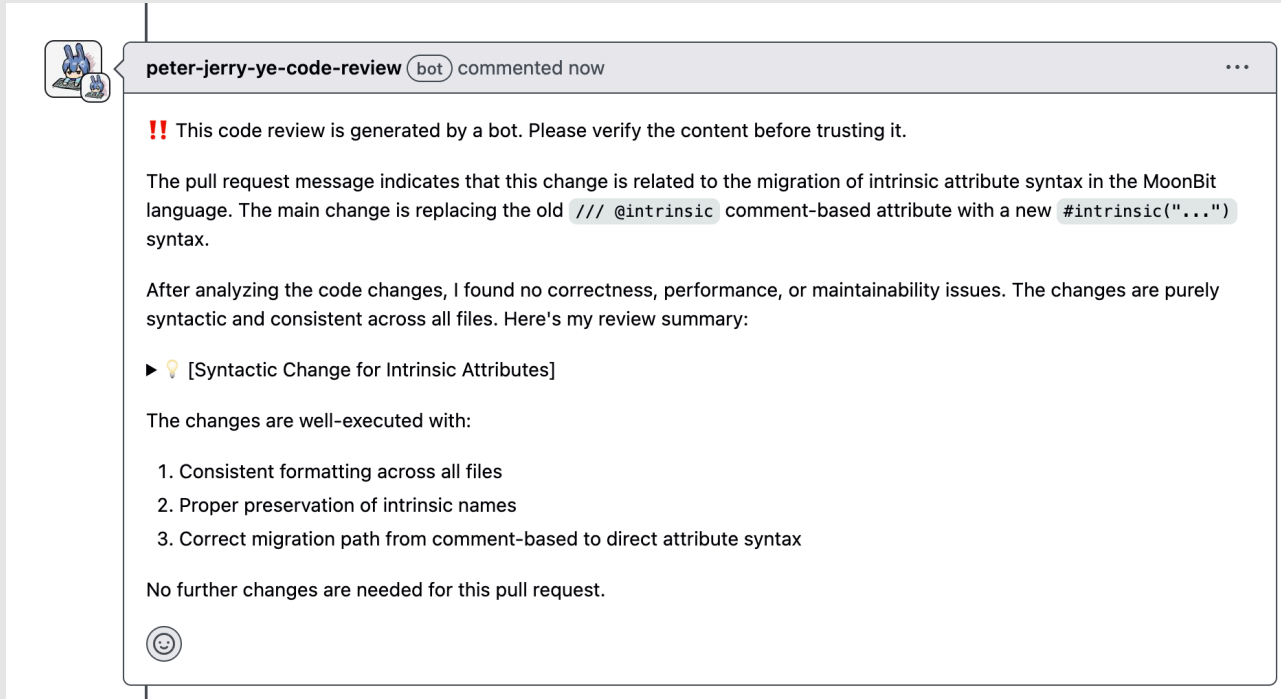 peter-jerry-ye-code-review bot commented now
‼ This code review is generated by a bot. Please verify the content before trusting it.
The pull request message indicates that this change is related to the migration of intrinsic attribute syntax in the MoonBit
language. The main change is replacing the old /// @intrinsic comment-based attribute with a new #intrinsic("...")
syntax.
After analyzing the code changes, I found no correctness, performance, or maintainability issues. The changes are purely
syntactic and consistent across all files. Here's my review summary:
[Syntactic Change for Intrinsic Attributes]
The changes are well-executed with:
1. Consistent formatting across all files
2. Proper preservation of intrinsic names
3. Correct migration path from comment-based to direct attribute syntax
No further changes are needed for this pull request.